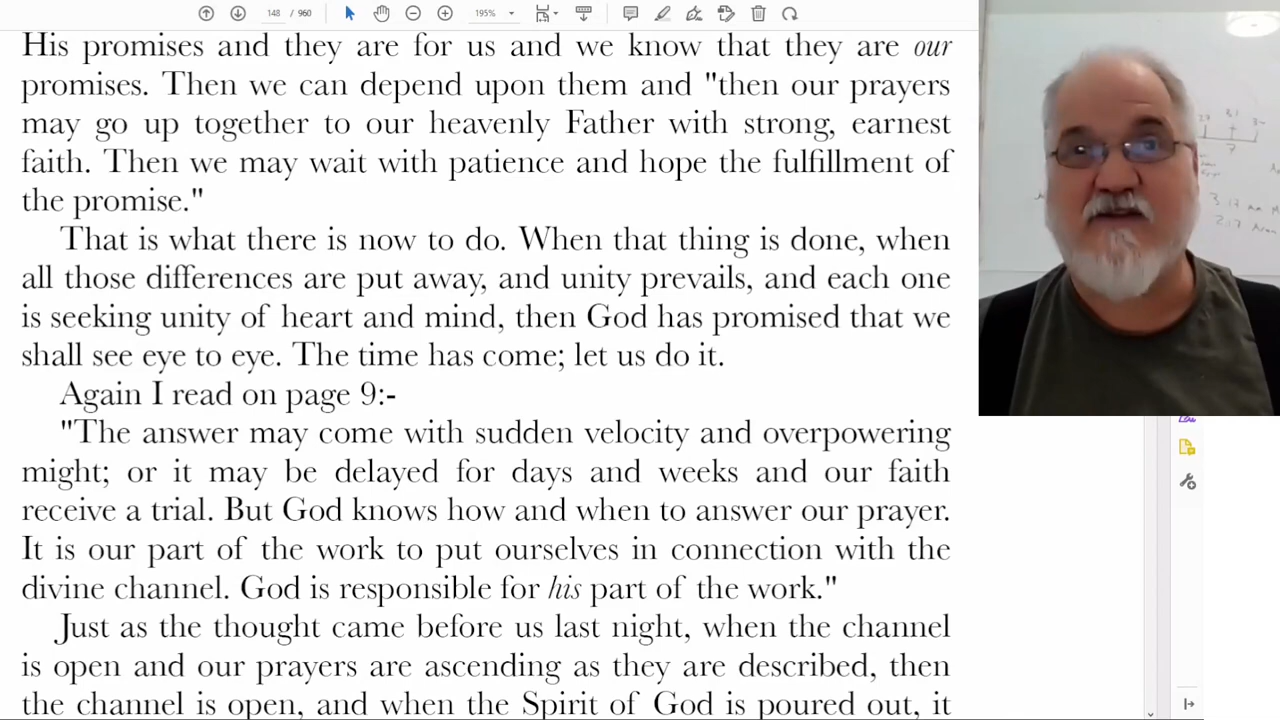 148 / 960
195%
His promises and they are for us and we know that they are our
promises. Then we can depend upon them and "then our prayers
may go up together to our heavenly Father with strong, earnest
faith. Then we may wait with patience and hope the fulfillment of
the promise."
That is what there is now to do. When that thing is done, when
all those differences are put away, and unity prevails, and each one
is seeking unity of heart and mind, then God has promised that we
shall see eye to eye. The time has come; let us do it.
Again I read on page 9:-
"The answer may come with sudden velocity and overpowering
might; or it may be delayed for days and weeks and our faith
receive a trial. But God knows how and when to answer our prayer.
It is our part of the work to put ourselves in connection with the
divine channel. God is responsible for his part of the work."
Just as the thought came before us last night, when the channel
is open and our prayers are ascending as they are described, then
the channel is open, and when the Spirit of God is poured out, it